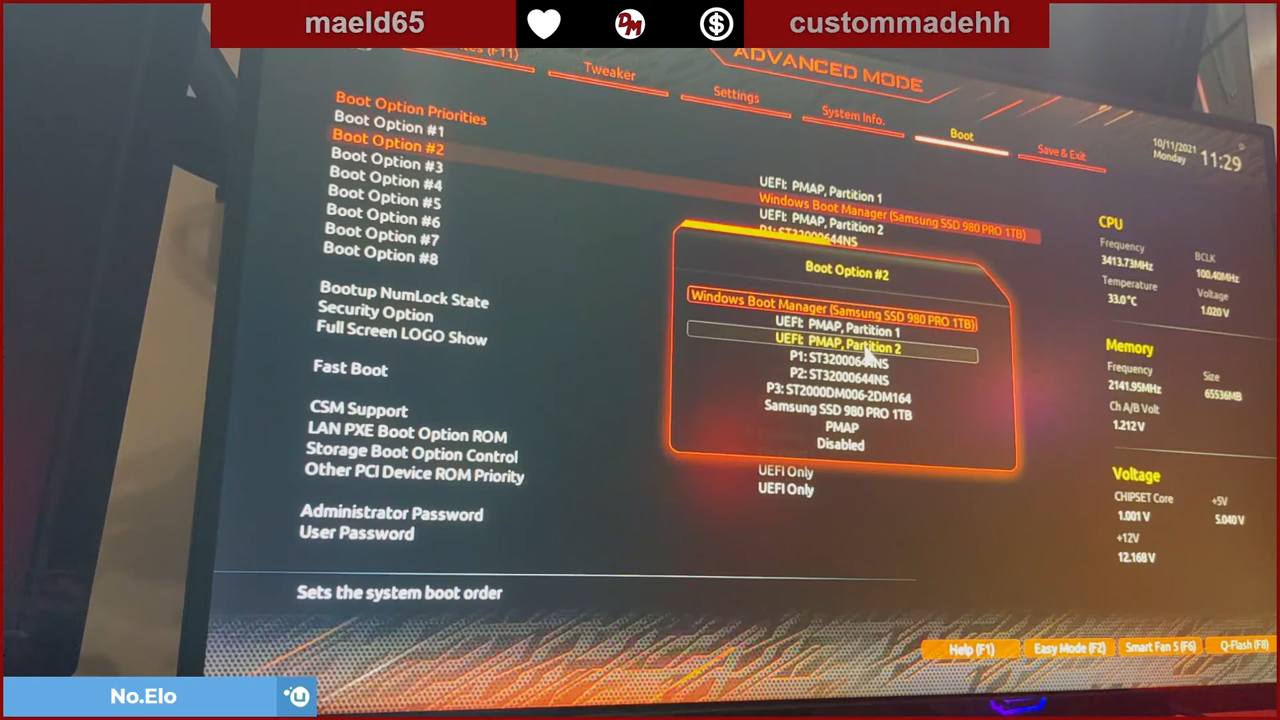 maeld65
DM
$
custommadehh
(F11)
Tweaker
Settings
System Info.
ADVANCED MODE
Boot
Save & Exit
10/11/2021
Monday
11:29
Boot Option Priorities
Boot Option #1
UEFI: PMAP, Partition 1
Boot Option #2
Windows Boot Manager (Samsung SSD 980 PRO 1TB)
Boot Option #3
UEFI: PMAP, Partition 2
Boot Option #4
P1: ST32000644NS
Boot Option #5
Boot Option #6
Boot Option #7
Boot Option #8
Bootup NumLock State
Security Option
Full Screen LOGO Show
Fast Boot
CSM Support
LAN PXE Boot Option ROM
Storage Boot Option Control
UEFI Only
Other PCI Device ROM Priority
UEFI Only
Administrator Password
User Password
Boot Option #2
Windows Boot Manager (Samsung SSD 980 PRO 1TB)
UEFI: PMAP, Partition 1
UEFI: PMAP, Partition 2
P1: ST32000644NS
P2: ST32000644NS
P3: ST2000DM006-2DM164
Samsung SSD 980 PRO 1TB
PMAP
Disabled
CPU
Frequency
BCLK
3413.73MHz
100.40MHz
Temperature
Voltage
33.0°C
1.020 V
Memory
Frequency
Size
2141.95MHz
65536MB
Ch A/B Volt
1.212 V
Voltage
CHIPSET Core
+5V
1.001 V
5.040 V
+12V
12.168 V
Sets the system boot order
Help (F1)
Easy Mode (F2)
Smart Fan 5 (F6)
Q-Flash (F8)
No.Elo